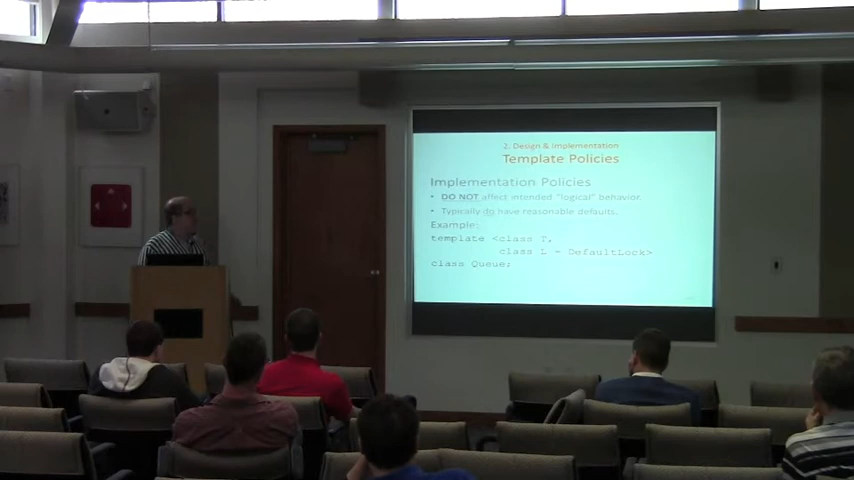 2. Design & Implementation
Template Policies
Implementation Policies
• DO NOT affect intended "logical" behavior.
• Typically do have reasonable defaults.
Example:
template <class T,
class L = DefaultLock>
class Queue;